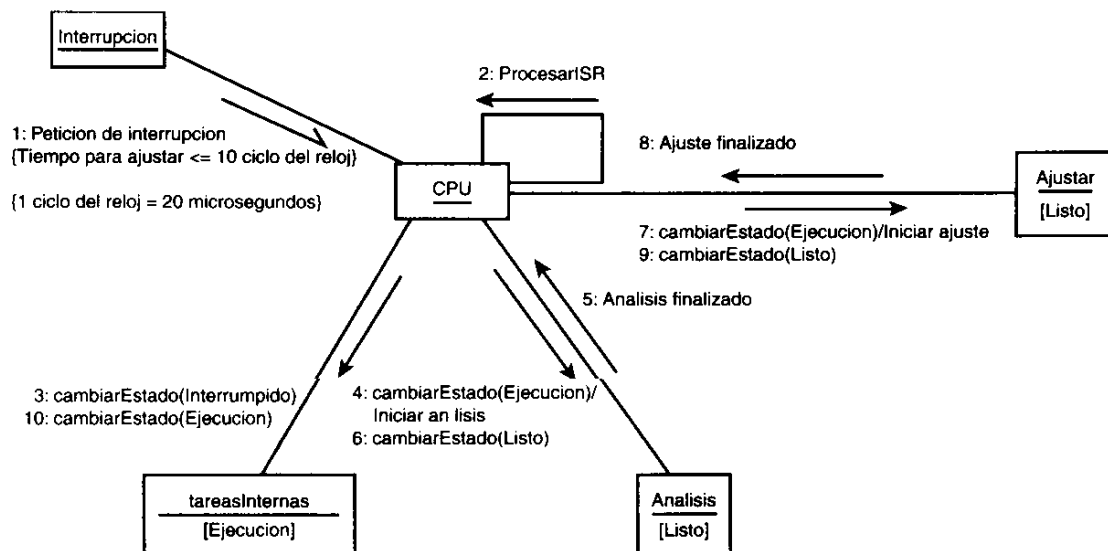 Interrupcion
2: ProcesarISR
1: Peticion de interrupcion
{Tiempo para ajustar <= 10 ciclo del reloj}
{1 ciclo del reloj = 20 microsegundos}
CPU
8: Ajuste finalizado
Ajustar
[Listo]
7: cambiarEstado(Ejecucion)/Iniciar ajuste
9: cambiarEstado(Listo)
5: Analisis finalizado
3: cambiarEstado(Interrumpido)
10: cambiarEstado(Ejecucion)
4: cambiarEstado(Ejecucion)/
Iniciar an lisis
6: cambiarEstado(Listo)
tareasInternas
[Ejecucion]
Analisis
[Listo]